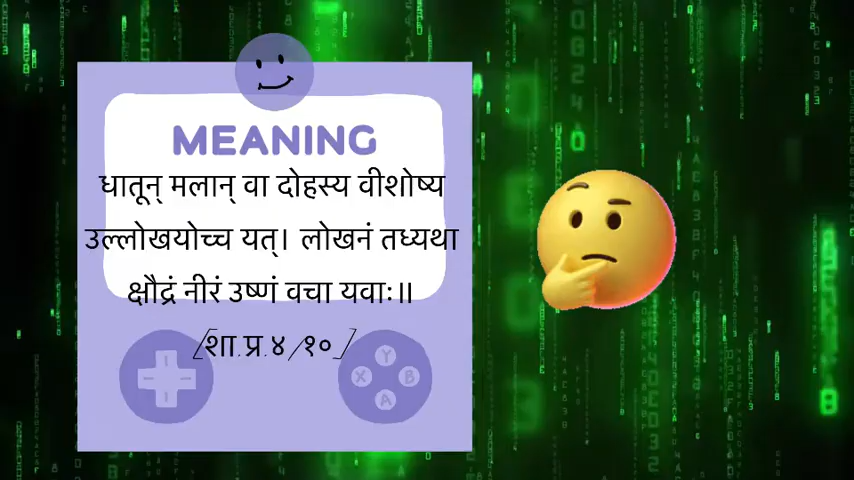 MEANING
धातून् मलान् वा दोहस्य वीशोष्य
उल्लोखयोच्च यत्। लोखनं तध्यथा
क्षौद्रं नीरं उष्णं वचा यवाः॥
[शा.प्र.४/१०]
Y
X B
A